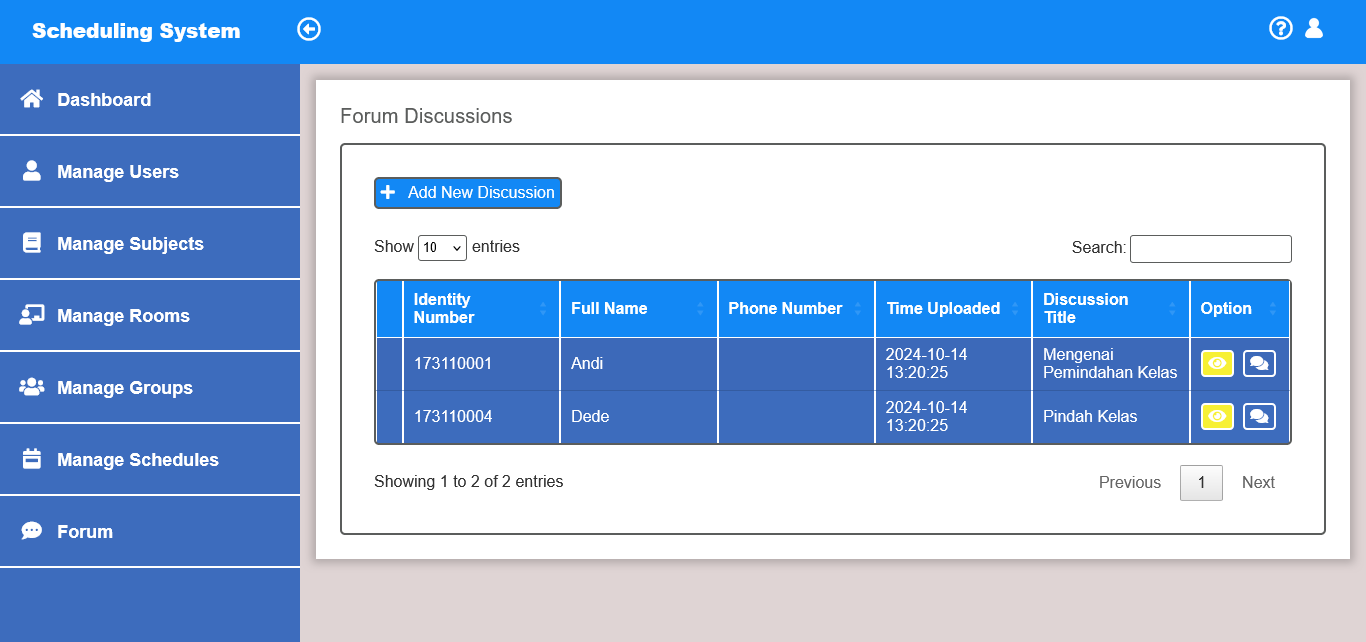 Scheduling System
Dashboard
Manage Users
Manage Subjects
Manage Rooms
Manage Groups
Manage Schedules
Forum
Forum Discussions
Add New Discussion
Show 10 entries
Search:
Identity Number Full Name Phone Number Time Uploaded Discussion Title Option
173110001 Andi 2024-10-14 13:20:25 Mengenai Pemindahan Kelas
173110004 Dede 2024-10-14 13:20:25 Pindah Kelas
Showing 1 to 2 of 2 entries
Previous 1 Next